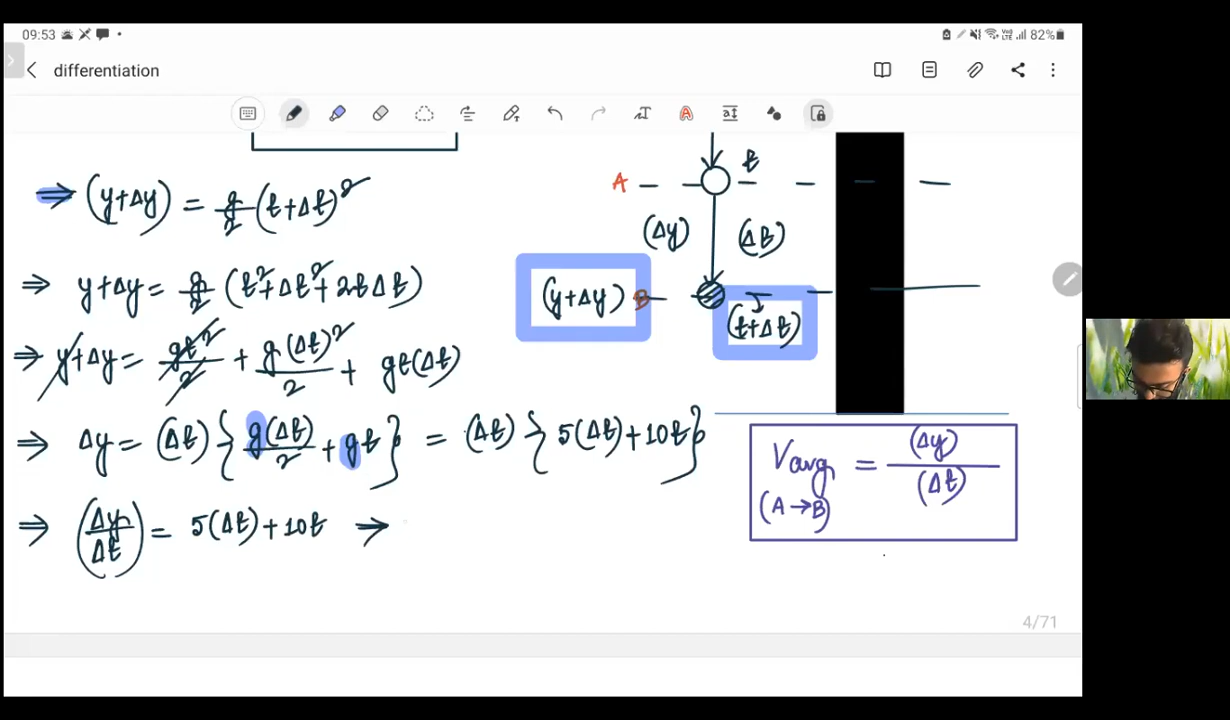 09:53
82%
differentiation
⇒ (y+Δy) = g/2 (t+Δt)²
A
t
(Δy) (Δt)
⇒ y+Δy = g/2 (t²+Δt²+2tΔt)
(y+Δy) B
(t+Δt)
⇒ y+Δy = gt²/2 + g(Δt)²/2 + gt(Δt)
⇒ Δy = (Δt) { g(Δt)/2 + gt } = (Δt) { 5(Δt)+10t }
Vavg = (Δy)/(Δt)
(A→B)
⇒ (Δy/Δt) = 5(Δt)+10t →
4/71